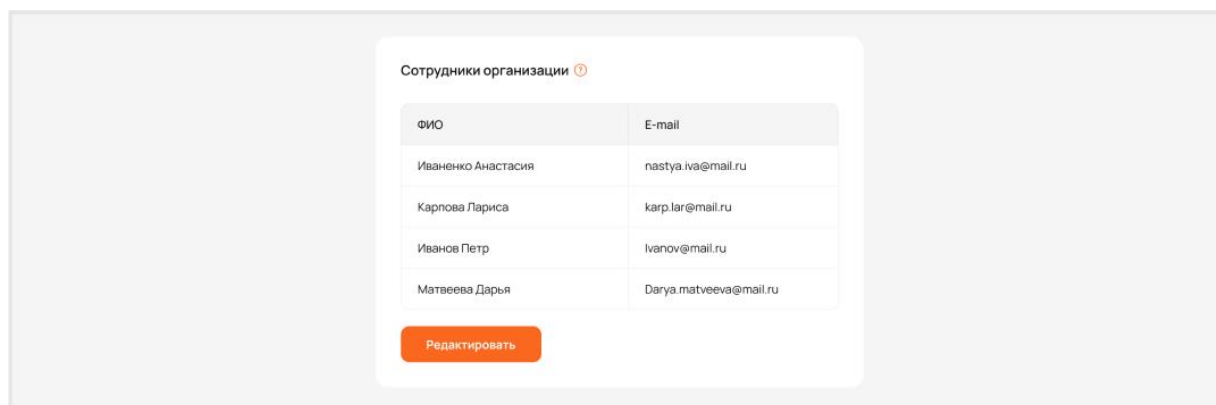 Сотрудники организации ?
ФИО E-mail
Иваненко Анастасия nastya.iva@mail.ru
Карпова Лариса karp.lar@mail.ru
Иванов Петр Ivanov@mail.ru
Матвеева Дарья Darya.matveeva@mail.ru
Редактировать